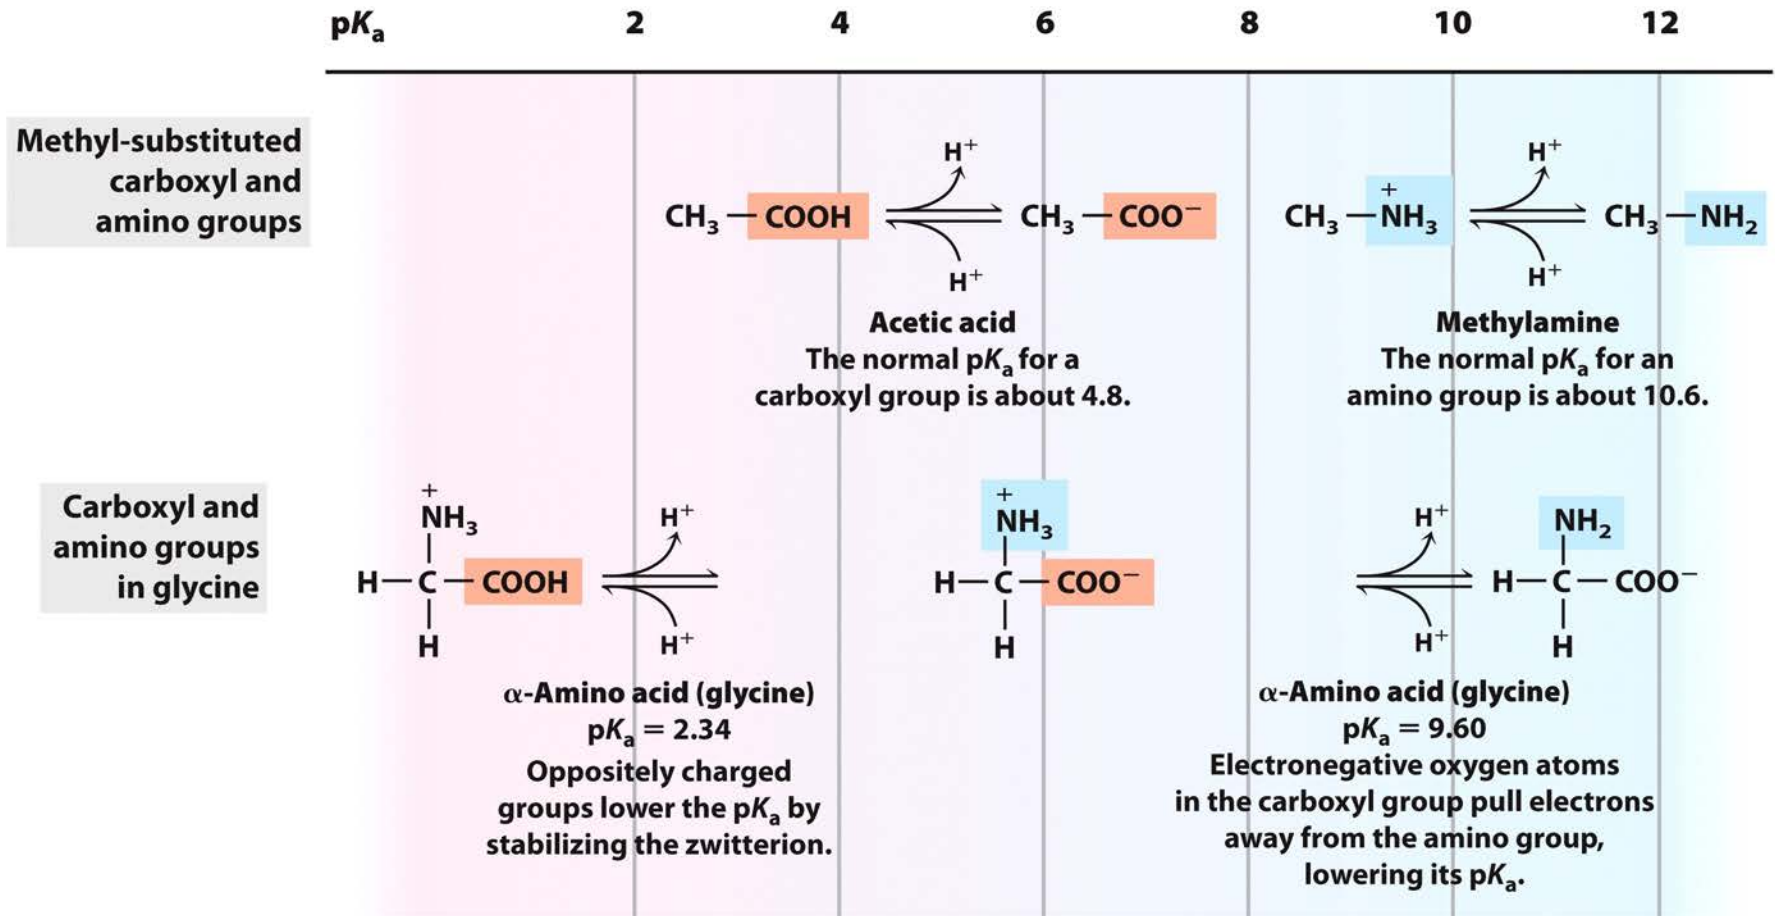 pKa 2 4 6 8 10 12
Methyl-substituted
carboxyl and
amino groups
H⁺ H⁺
CH₃—COOH CH₃—COO⁻ CH₃—N⁺H₃ CH₃—NH₂
H⁺ H⁺
Acetic acid
The normal pKa for a
carboxyl group is about 4.8.
Methylamine
The normal pKa for an
amino group is about 10.6.
Carboxyl and
amino groups
in glycine
+ +
NH₃ H⁺ NH₃ H⁺ NH₂
H—C—COOH H—C—COO⁻ H—C—COO⁻
H H⁺ H H⁺ H
α-Amino acid (glycine)
pKa = 2.34
Oppositely charged
groups lower the pKa by
stabilizing the zwitterion.
α-Amino acid (glycine)
pKa = 9.60
Electronegative oxygen atoms
in the carboxyl group pull electrons
away from the amino group,
lowering its pKa.